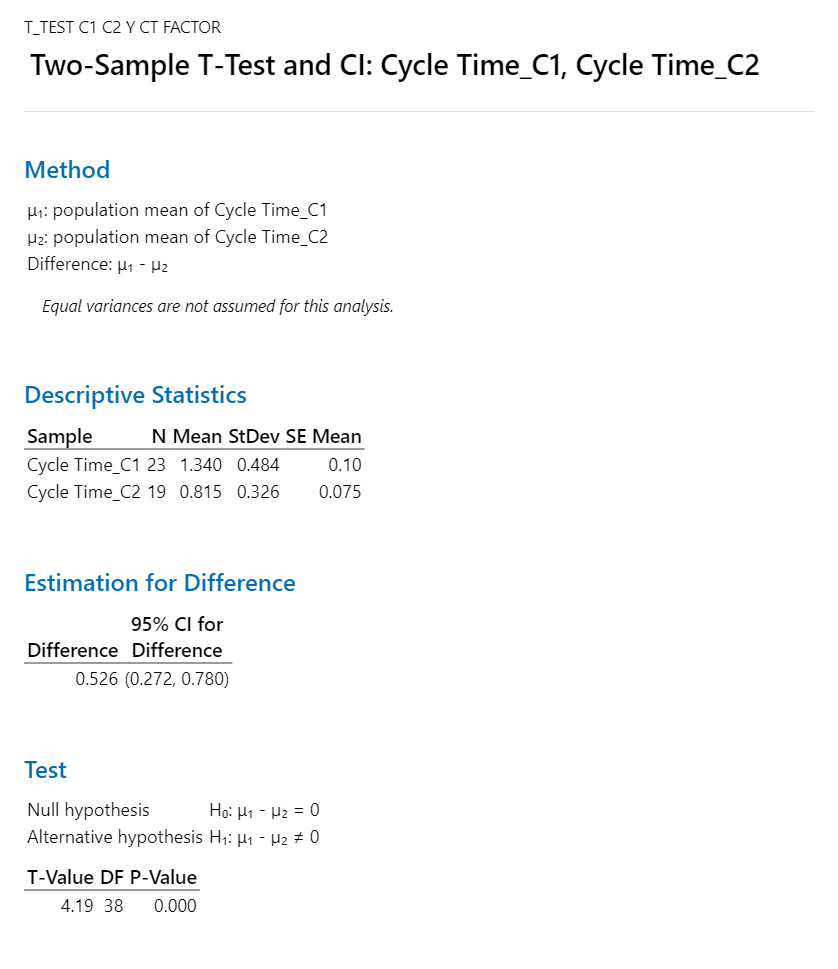 T_TEST C1 C2 Y CT FACTOR
Two-Sample T-Test and CI: Cycle Time_C1, Cycle Time_C2
Method
μ₁: population mean of Cycle Time_C1
μ₂: population mean of Cycle Time_C2
Difference: μ₁ - μ₂
Equal variances are not assumed for this analysis.
Descriptive Statistics
Sample N Mean StDev SE Mean
Cycle Time_C1 23 1.340 0.484 0.10
Cycle Time_C2 19 0.815 0.326 0.075
Estimation for Difference
95% CI for
Difference Difference
0.526 (0.272, 0.780)
Test
Null hypothesis H₀: μ₁ - μ₂ = 0
Alternative hypothesis H₁: μ₁ - μ₂ ≠ 0
T-Value DF P-Value
4.19 38 0.000